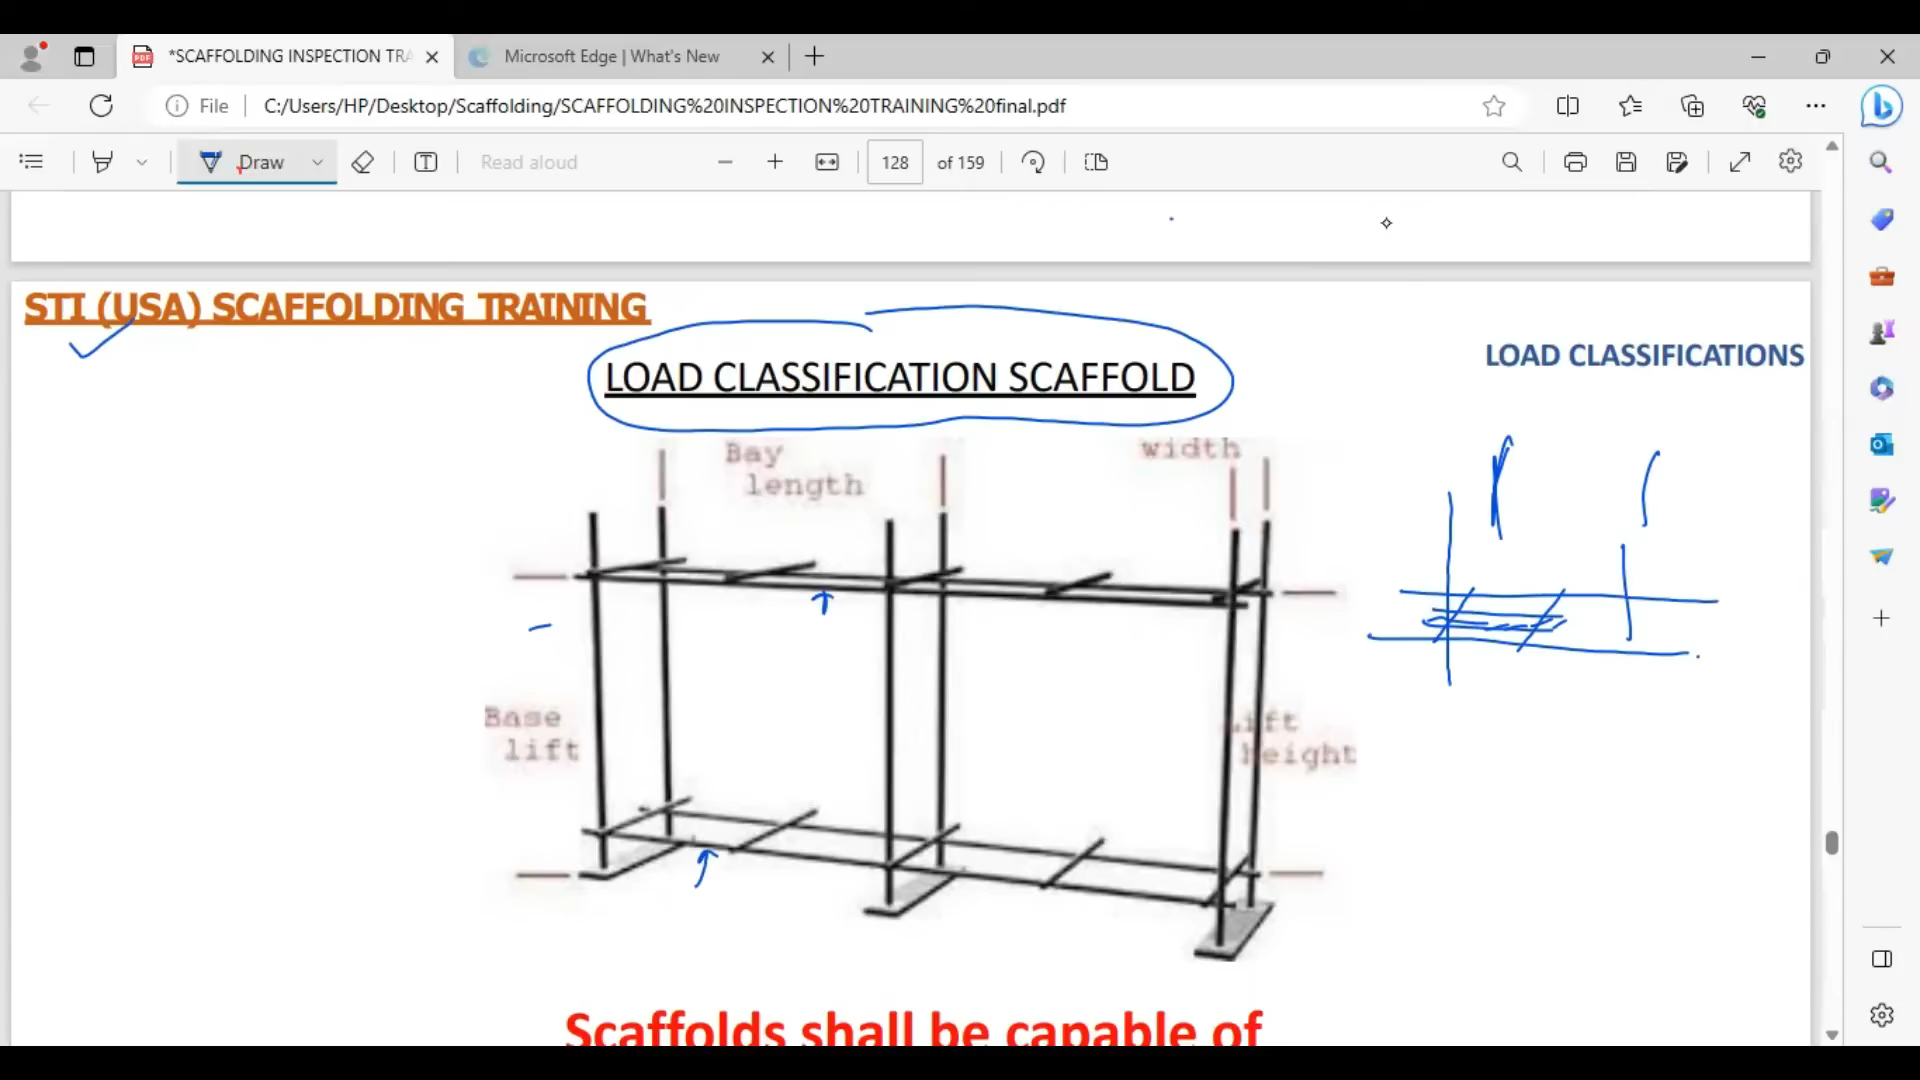 *SCAFFOLDING INSPECTION TRA
Microsoft Edge | What's New
File
C:/Users/HP/Desktop/Scaffolding/SCAFFOLDING%20INSPECTION%20TRAINING%20final.pdf
Draw
Read aloud
128
of 159
STI (USA) SCAFFOLDING TRAINING
LOAD CLASSIFICATIONS
LOAD CLASSIFICATION SCAFFOLD
Bay
length
width
Base
lift
Lift
height
Scaffolds shall be capable of